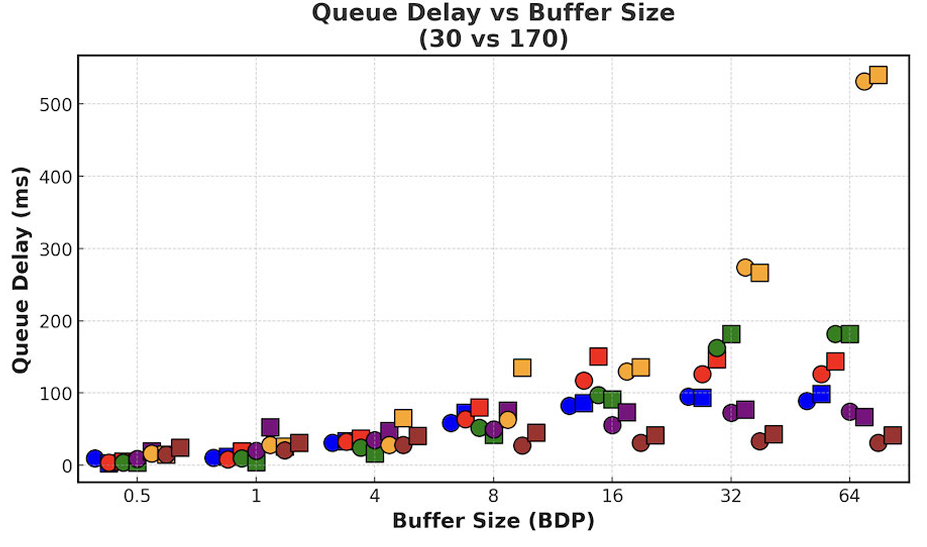 Queue Delay vs Buffer Size
(30 vs 170)
Queue Delay (ms)
500
400
300
200
100
0
0.5 1 4 8 16 32 64
Buffer Size (BDP)